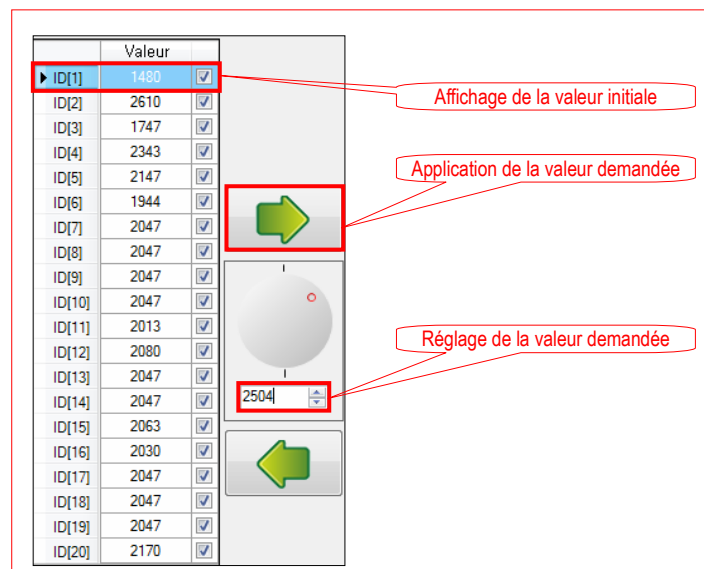 Valeur
ID[1] 1480
ID[2] 2610
ID[3] 1747
ID[4] 2343
ID[5] 2147
ID[6] 1944
ID[7] 2047
ID[8] 2047
ID[9] 2047
ID[10] 2047
ID[11] 2013
ID[12] 2080
ID[13] 2047
ID[14] 2047
ID[15] 2063
ID[16] 2030
ID[17] 2047
ID[18] 2047
ID[19] 2047
ID[20] 2170
2504
Affichage de la valeur initiale
Application de la valeur demandée
Réglage de la valeur demandée